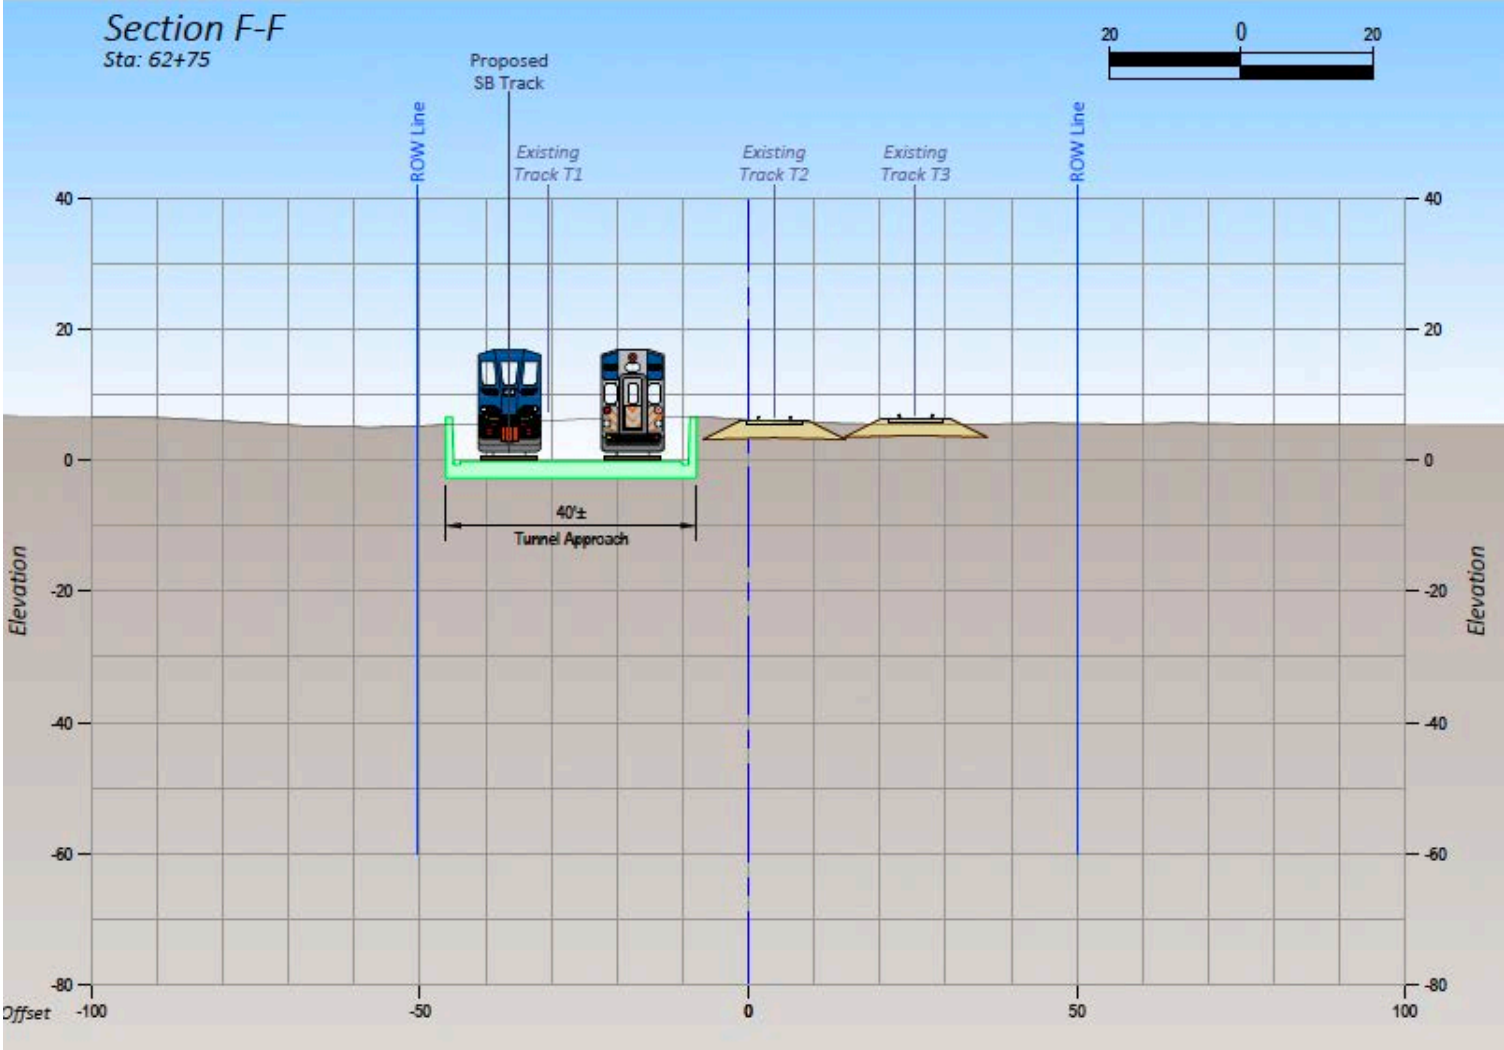 Section F-F
Sta: 62+75
20 0 20
Proposed
SB Track
ROW Line
Existing
Track T1
Existing
Track T2
Existing
Track T3
ROW Line
40 40
20 20
0 0
40'±
Tunnel Approach
Elevation
Elevation
-20 -20
-40 -40
-60 -60
-80 -80
Offset -100 -50 0 50 100